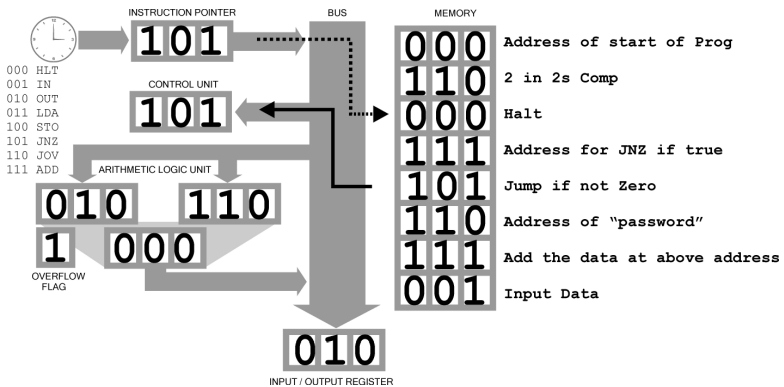 INSTRUCTION POINTER
BUS
MEMORY
101
000 HLT
001 IN
010 OUT
011 LDA
100 STO
101 JNZ
110 JOV
111 ADD
CONTROL UNIT
101
ARITHMETIC LOGIC UNIT
010
110
1
000
OVERFLOW
FLAG
010
INPUT / OUTPUT REGISTER
000 Address of start of Prog
110 2 in 2s Comp
000 Halt
111 Address for JNZ if true
101 Jump if not Zero
110 Address of “password”
111 Add the data at above address
001 Input Data